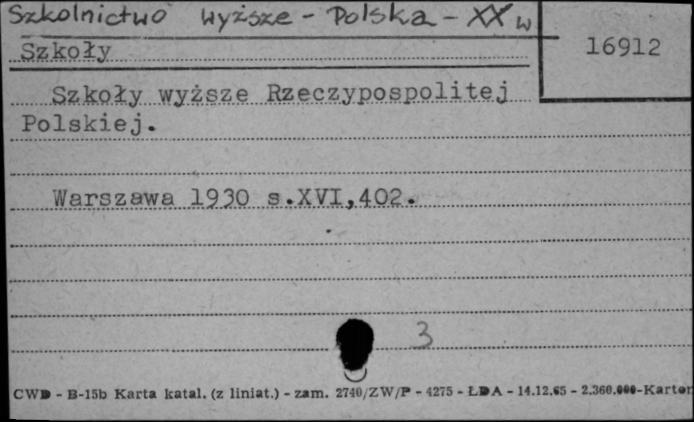 Szkolnictwo wyższe - Polska - XX w
Szkoły
16912
Szkoły wyższe Rzeczypospolitej
Polskiej.
Warszawa 1930 s.XVI,402.
3
CWD - B-15b Karta katal. (z liniat.) - zam. 2740/ZW/P - 4275 - ŁDA - 14.12.65 - 2.360.000-Karton